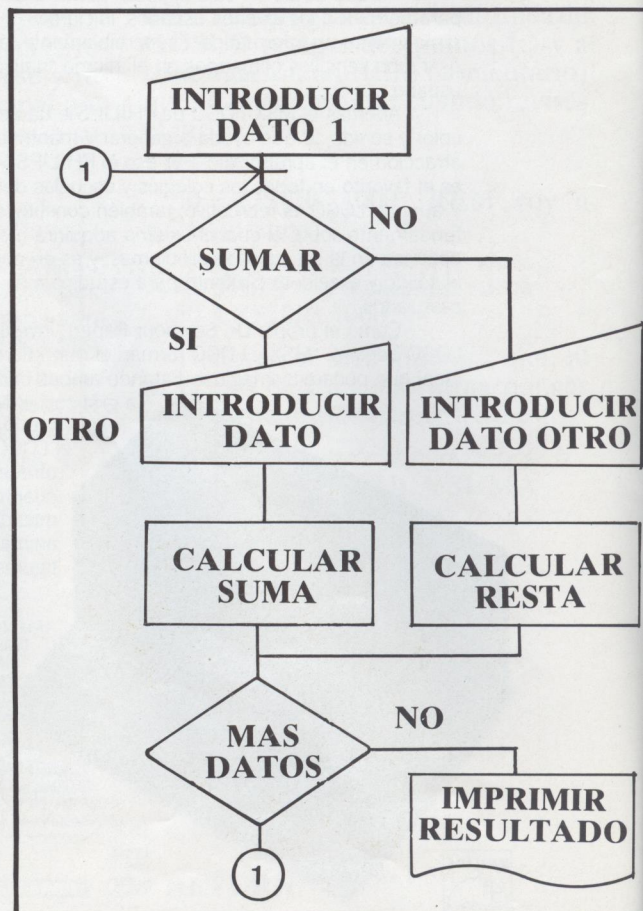 INTRODUCIR
DATO
1
NO
SUMAR
SI
INTRODUCIR
DATO
OTRO
INTRODUCIR
DATO OTRO
CALCULAR
SUMA
CALCULAR
RESTA
NO
MAS
DATOS
IMPRIMIR
RESULTADO
1